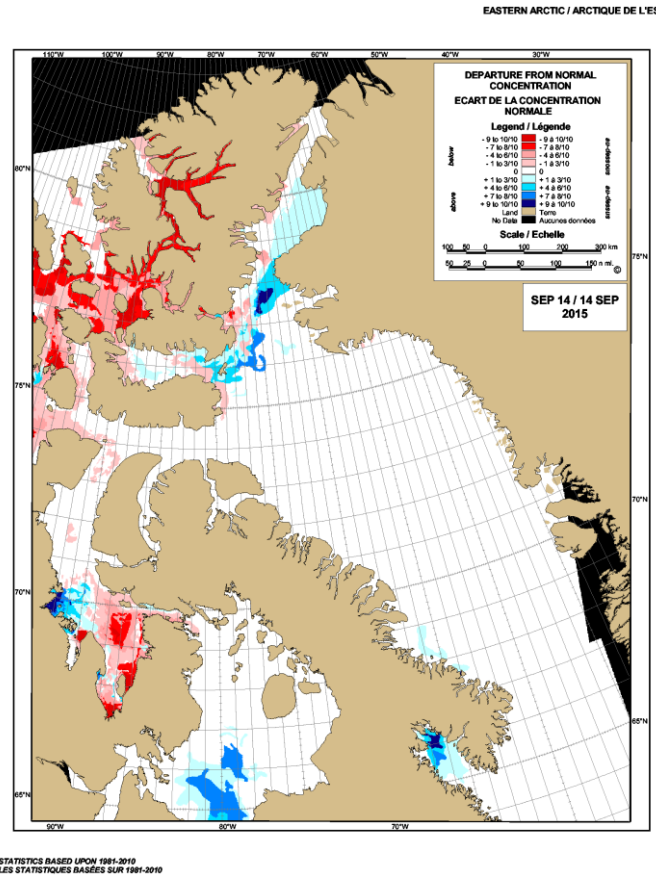 EASTERN ARCTIC / ARCTIQUE DE L'ES
110°W 100°W 90°W 80°W 70°W 60°W 50°W 40°W 30°W
DEPARTURE FROM NORMAL
CONCENTRATION
ECART DE LA CONCENTRATION
NORMALE
Legend / Légende
below
- 9 to 10/10 - 9 à 10/10
- 7 to 8/10 - 7 à 8/10
- 4 to 6/10 - 4 à 6/10
- 1 to 3/10 - 1 à 3/10
0 0
above
+ 1 to 3/10 + 1 à 3/10
+ 4 to 6/10 + 4 à 6/10
+ 7 to 8/10 + 7 à 8/10
+ 9 to 10/10 + 9 à 10/10
Land Terre
No Data Aucunes données
au-dessous
au-dessus
Scale / Echelle
100 50 0 100 200 300 km
50 25 0 50 100 150 n mi.
©
SEP 14 / 14 SEP
2015
80°N
75°N
75°N
70°N
70°N
65°N
65°N
90°W 80°W 70°W
STATISTICS BASED UPON 1981-2010
LES STATISTIQUES BASÉES SUR 1981-2010